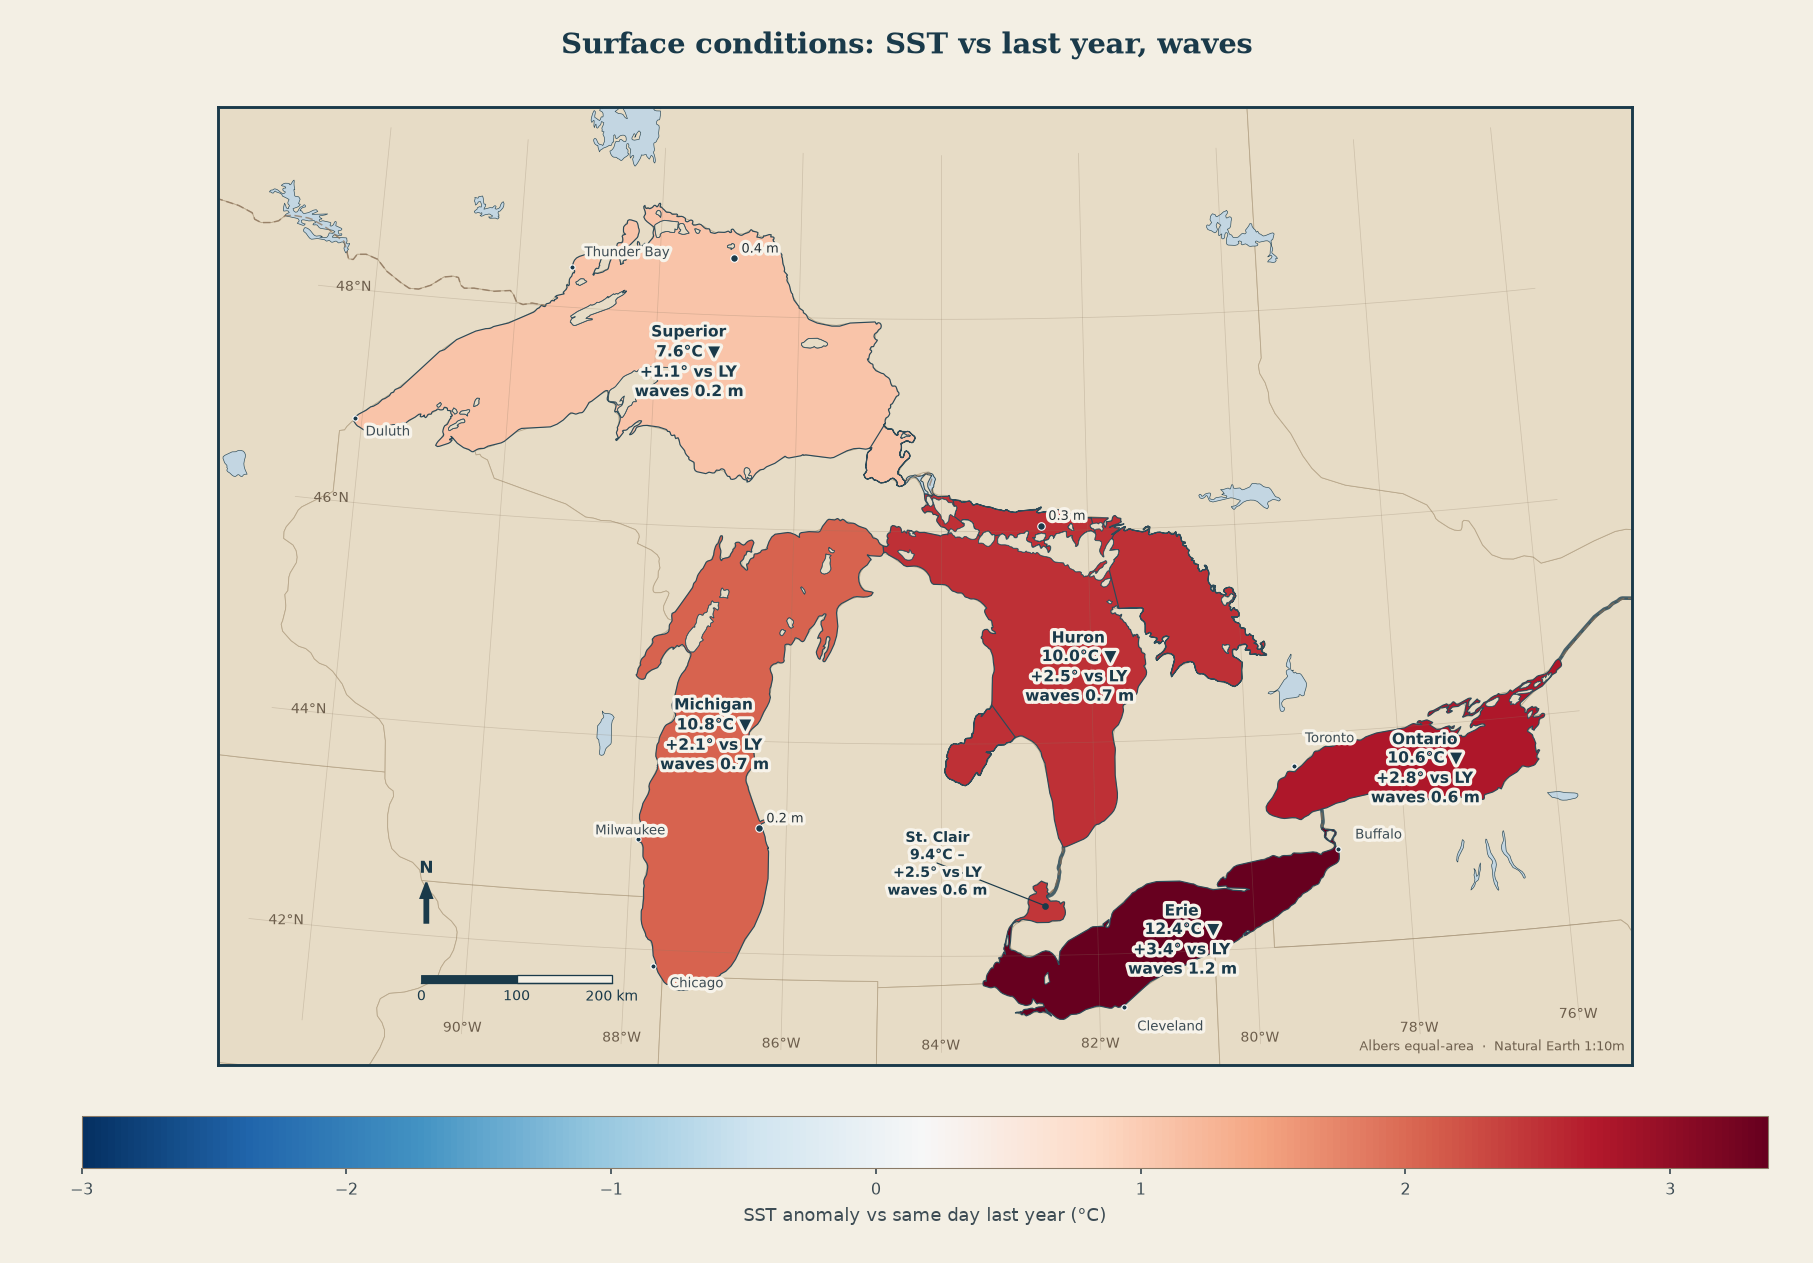 Surface conditions: SST vs last year, waves
Thunder Bay
0.4 m
48°N
Superior
7.6°C ▼
+1.1° vs LY
waves 0.2 m
Duluth
46°N
0.3 m
Huron
10.0°C ▼
+2.5° vs LY
waves 0.7 m
44°N
Michigan
10.8°C ▼
+2.1° vs LY
waves 0.7 m
Toronto
Ontario
10.6°C ▼
+2.8° vs LY
waves 0.6 m
Milwaukee
0.2 m
St. Clair
9.4°C –
+2.5° vs LY
waves 0.6 m
Buffalo
N
42°N
Erie
12.4°C ▼
+3.4° vs LY
waves 1.2 m
Chicago
0 100 200 km
Cleveland
90°W 88°W 86°W 84°W 82°W 80°W 78°W 76°W
Albers equal-area · Natural Earth 1:10m
−3 −2 −1 0 1 2 3
SST anomaly vs same day last year (°C)